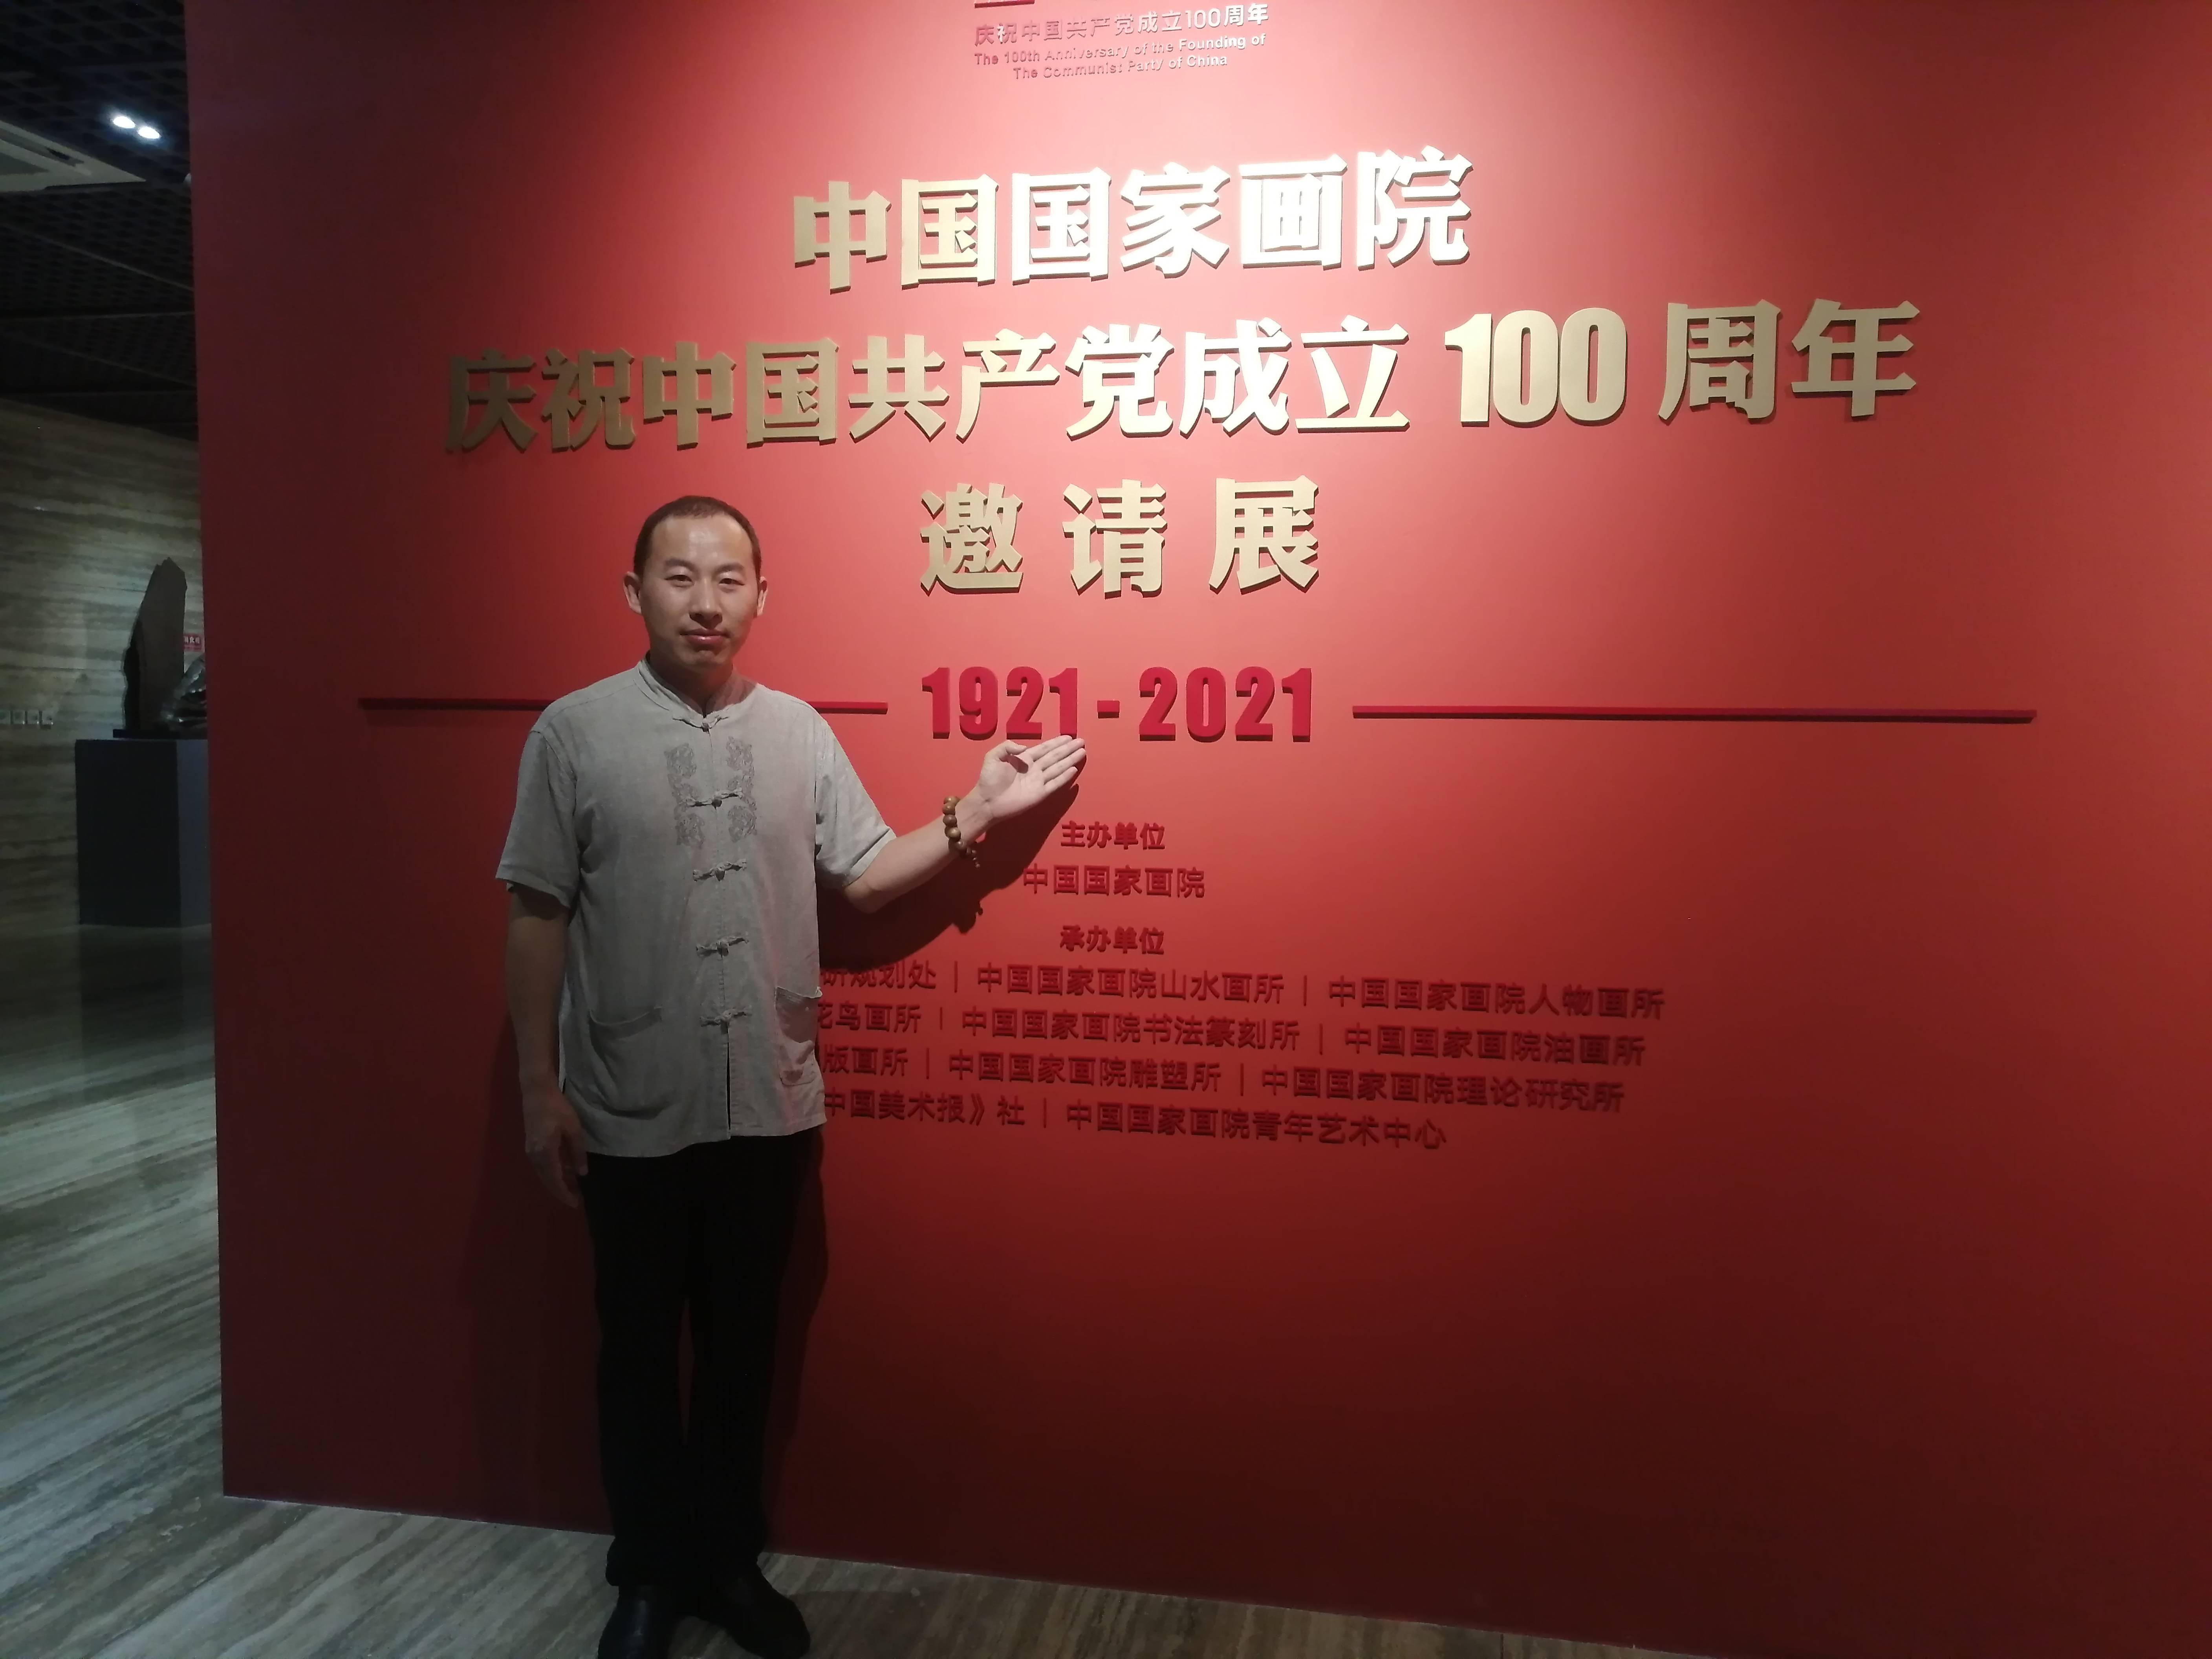 庆祝中国共产党成立100周年
The 100th Anniversary of the Founding of
The Communist Party of China
中国国家画院
庆祝中国共产党成立100周年
邀请展
1921-2021
主办单位
中国国家画院
承办单位
研规划处 | 中国国家画院山水画所 | 中国国家画院人物画所
花鸟画所 | 中国国家画院书法篆刻所 | 中国国家画院油画所
版画所 | 中国国家画院雕塑所 | 中国国家画院理论研究所
中国美术报》社 | 中国国家画院青年艺术中心